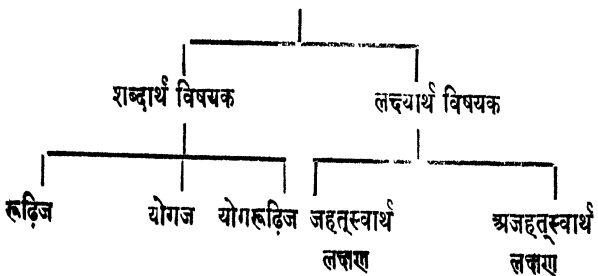 शब्दार्थ विषयक लक्ष्यार्थ विषयक
रूढ़िज योगज योगरूढ़िज जहत्स्वार्थ अजहत्स्वार्थ
लक्षण लक्षण